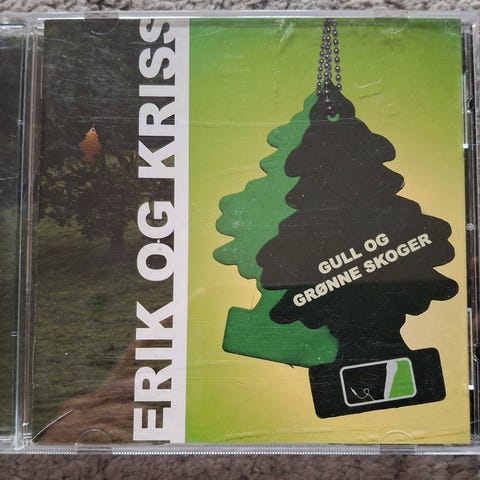 ERIK OG KRISS
GULL OG
GRØNNE SKOGER